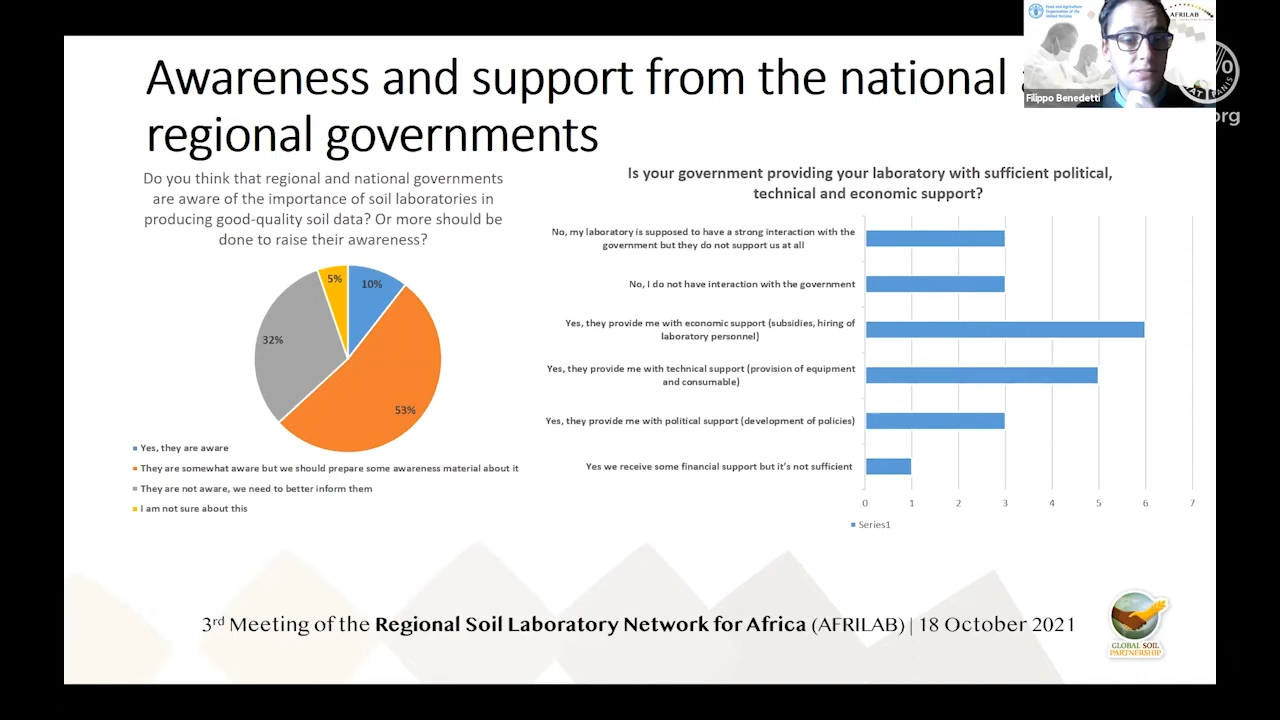 Awareness and support from the national
regional governments
Food and Agriculture
Organization of the
United Nations
AFRILAB
Filippo Benedetti
org
Do you think that regional and national governments
are aware of the importance of soil laboratories in
producing good-quality soil data? Or more should be
done to raise their awareness?
5%
10%
32%
53%
Yes, they are aware
They are somewhat aware but we should prepare some awareness material about it
They are not aware, we need to better inform them
I am not sure about this
Is your government providing your laboratory with sufficient political,
technical and economic support?
No, my laboratory is supposed to have a strong interaction with the
government but they do not support us at all
No, I do not have interaction with the government
Yes, they provide me with economic support (subsidies, hiring of
laboratory personnel)
Yes, they provide me with technical support (provision of equipment
and consumable)
Yes, they provide me with political support (development of policies)
Yes we receive some financial support but it's not sufficient
0 1 2 3 4 5 6 7
Series1
3rd Meeting of the Regional Soil Laboratory Network for Africa (AFRILAB) | 18 October 2021
GLOBAL SOIL
PARTNERSHIP